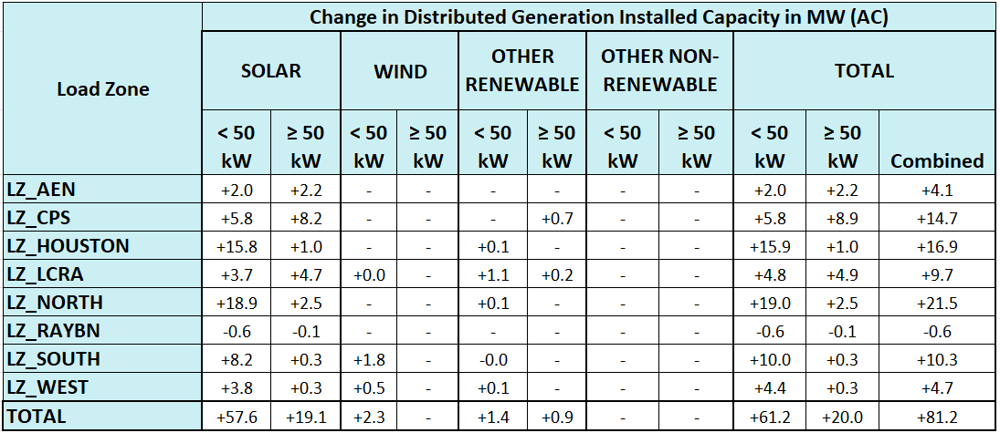 Change in Distributed Generation Installed Capacity in MW (AC)
Load Zone
SOLAR
WIND
OTHER
RENEWABLE
OTHER NON-
RENEWABLE
TOTAL
< 50
kW
≥ 50
kW
< 50
kW
≥ 50
kW
< 50
kW
≥ 50
kW
< 50
kW
≥ 50
kW
< 50
kW
≥ 50
kW
Combined
LZ_AEN +2.0 +2.2 - - - - - - +2.0 +2.2 +4.1
LZ_CPS +5.8 +8.2 - - - +0.7 - - +5.8 +8.9 +14.7
LZ_HOUSTON +15.8 +1.0 - - +0.1 - - - +15.9 +1.0 +16.9
LZ_LCRA +3.7 +4.7 +0.0 - +1.1 +0.2 - - +4.8 +4.9 +9.7
LZ_NORTH +18.9 +2.5 - - +0.1 - - - +19.0 +2.5 +21.5
LZ_RAYBN -0.6 -0.1 - - - - - - -0.6 -0.1 -0.6
LZ_SOUTH +8.2 +0.3 +1.8 - -0.0 - - - +10.0 +0.3 +10.3
LZ_WEST +3.8 +0.3 +0.5 - +0.1 - - - +4.4 +0.3 +4.7
TOTAL +57.6 +19.1 +2.3 - +1.4 +0.9 - - +61.2 +20.0 +81.2